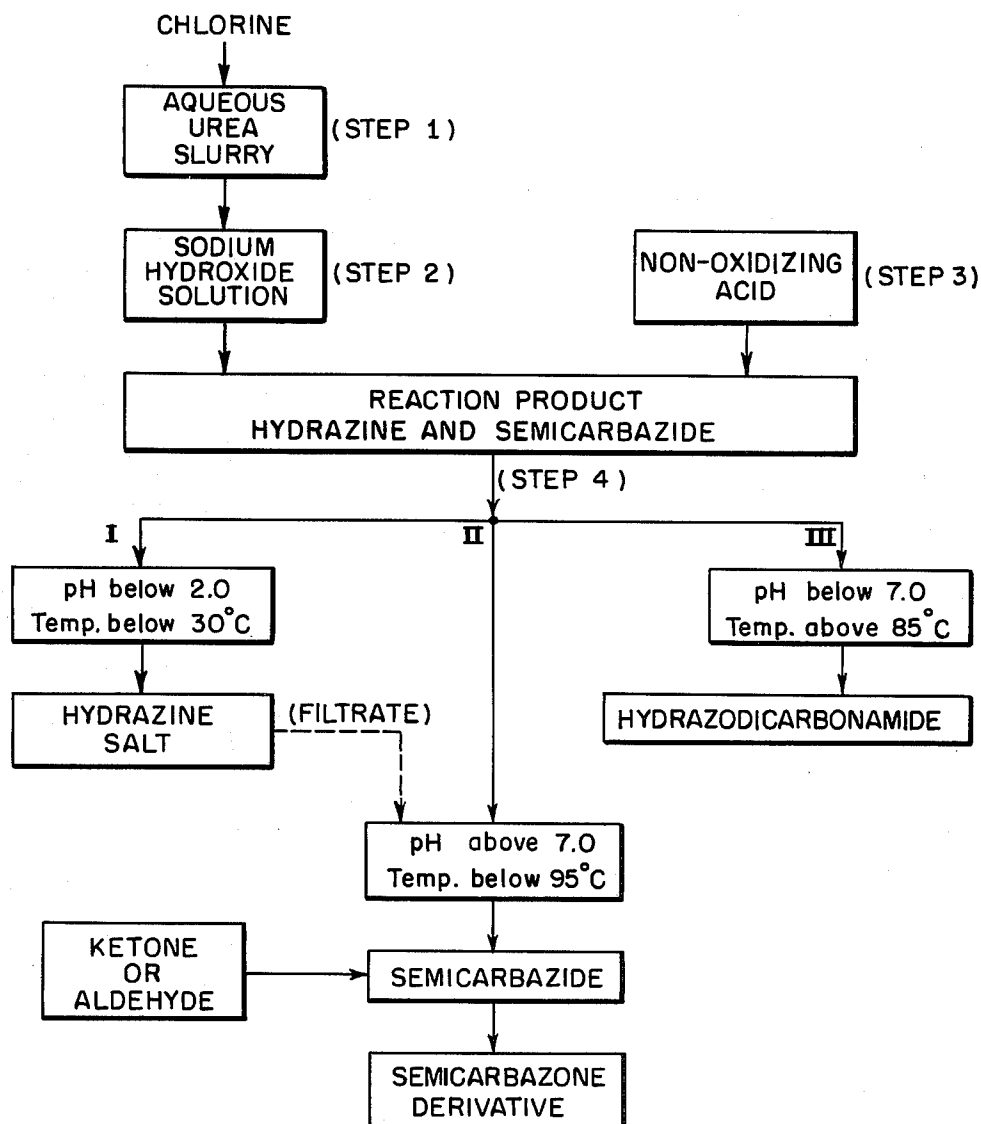 CHLORINE
AQUEOUS
UREA
SLURRY
(STEP 1)
SODIUM
HYDROXIDE
SOLUTION
(STEP 2)
NON-OXIDIZING
ACID
(STEP 3)
REACTION PRODUCT
HYDRAZINE AND SEMICARBAZIDE
(STEP 4)
I
II
III
pH below 2.0
Temp. below 30°C
pH below 7.0
Temp. above 85°C
HYDRAZINE
SALT
(FILTRATE)
HYDRAZODICARBONAMIDE
pH above 7.0
Temp. below 95°C
KETONE
OR
ALDEHYDE
SEMICARBAZIDE
SEMICARBAZONE
DERIVATIVE